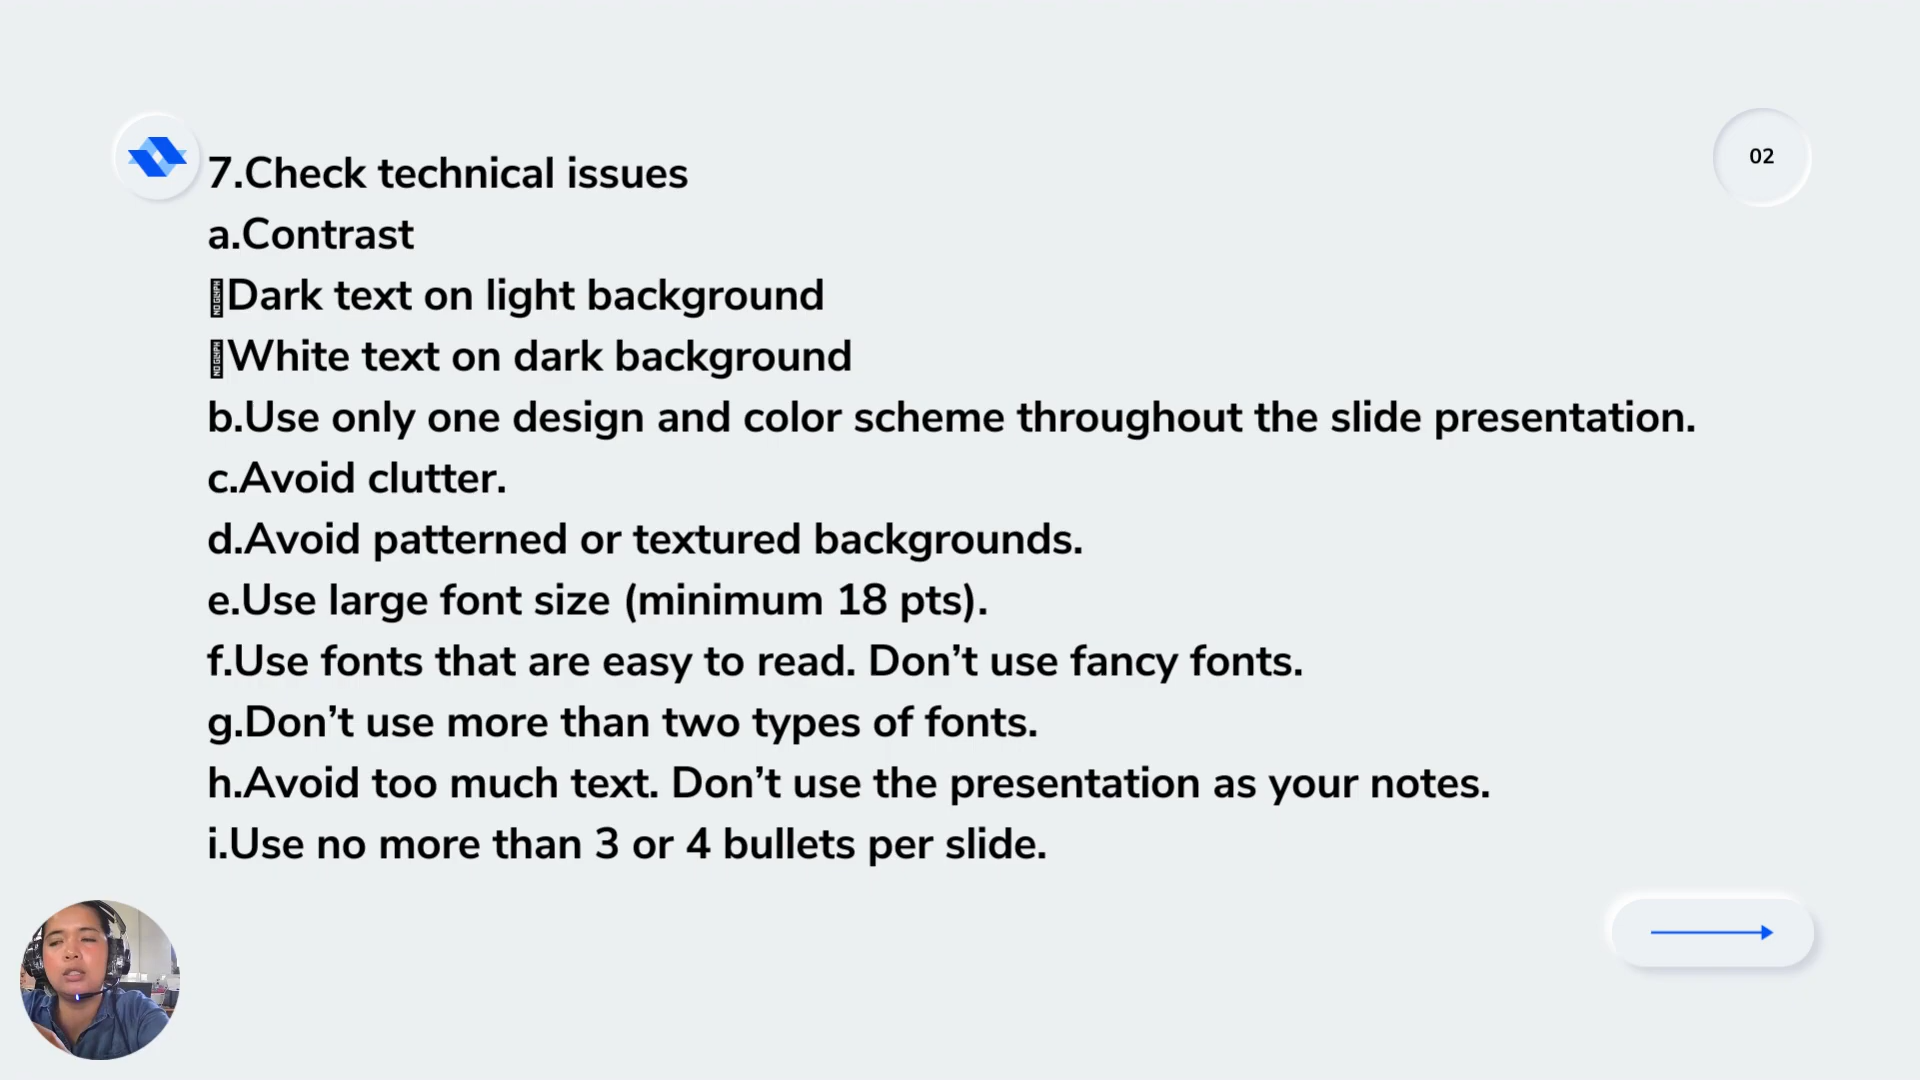 02
7.Check technical issues
a.Contrast
Dark text on light background
White text on dark background
b.Use only one design and color scheme throughout the slide presentation.
c.Avoid clutter.
d.Avoid patterned or textured backgrounds.
e.Use large font size (minimum 18 pts).
f.Use fonts that are easy to read. Don’t use fancy fonts.
g.Don’t use more than two types of fonts.
h.Avoid too much text. Don’t use the presentation as your notes.
i.Use no more than 3 or 4 bullets per slide.